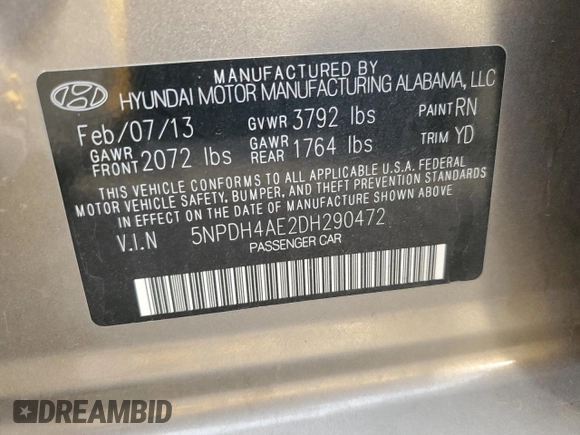 MANUFACTURED BY
HYUNDAI MOTOR MANUFACTURING ALABAMA, LLC
Feb/07/13 GVWR 3792 lbs PAINT RN
GAWR FRONT 2072 lbs GAWR REAR 1764 lbs TRIM YD
THIS VEHICLE CONFORMS TO ALL APPLICABLE U.S.A. FEDERAL
MOTOR VEHICLE SAFETY, BUMPER, AND THEFT PREVENTION STANDARDS
IN EFFECT ON THE DATE OF MANUFACTURE SHOWN ABOVE.
V.I.N 5NPDH4AE2DH290472
PASSENGER CAR
DREAMBID